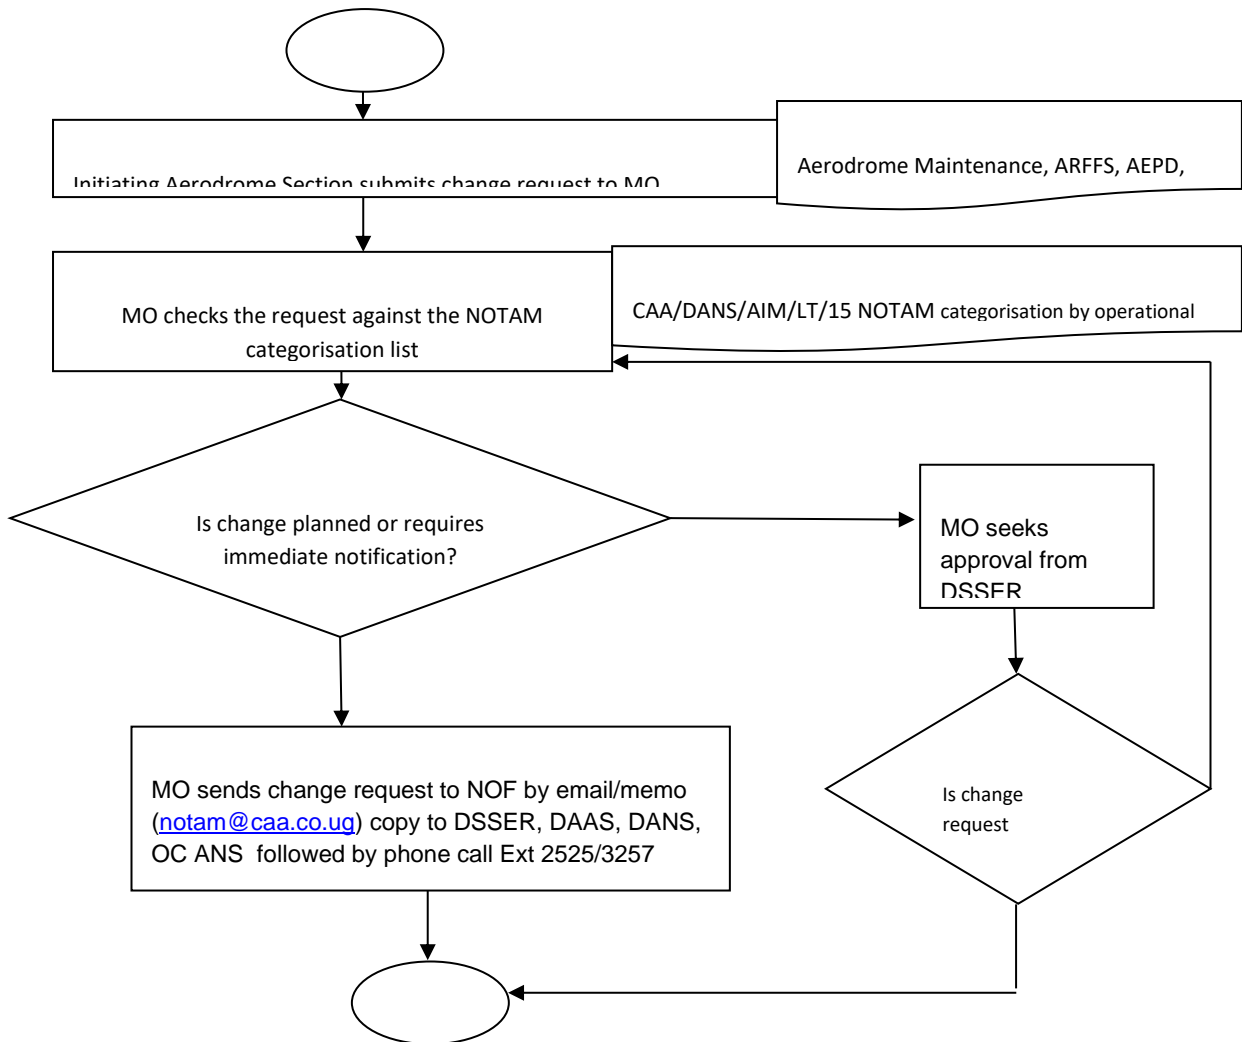 Initiating Aerodrome Section submits change request to MO
Aerodrome Maintenance, ARFFS, AEPD,
MO checks the request against the NOTAM
categorisation list
CAA/DANS/AIM/LT/15 NOTAM categorisation by operational
Is change planned or requires
immediate notification?
MO seeks
approval from
DSSER
MO sends change request to NOF by email/memo
(notam@caa.co.ug) copy to DSSER, DAAS, DANS,
OC ANS followed by phone call Ext 2525/3257
Is change
request